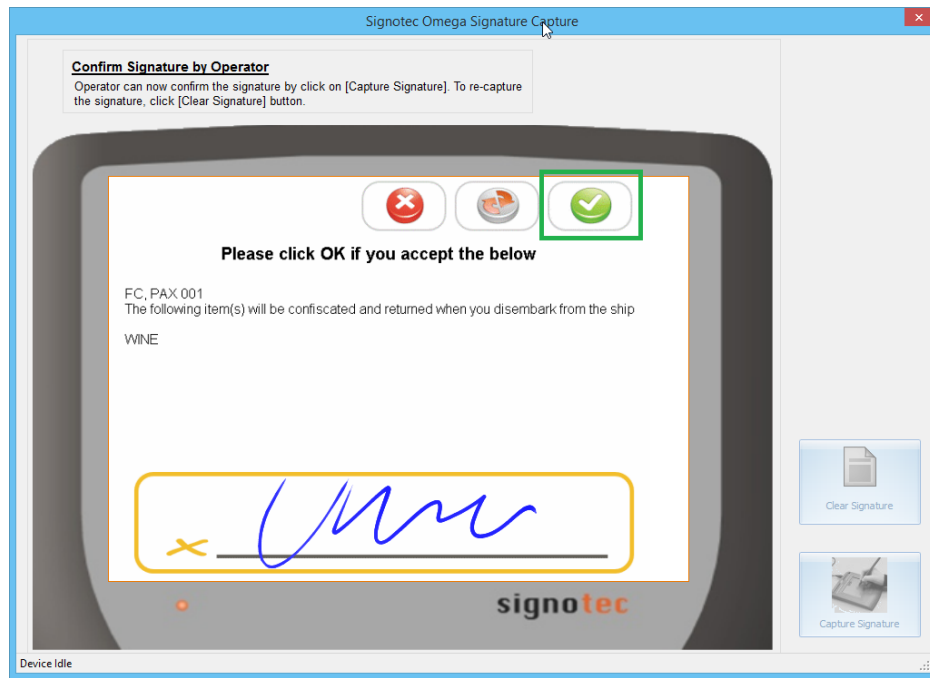 Signotec Omega Signature Capture
Confirm Signature by Operator
Operator can now confirm the signature by click on [Capture Signature]. To re-capture
the signature, click [Clear Signature] button.
Please click OK if you accept the below
FC, PAX 001
The following item(s) will be confiscated and returned when you disembark from the ship
WINE
signotec
Clear Signature
Capture Signature
Device Idle